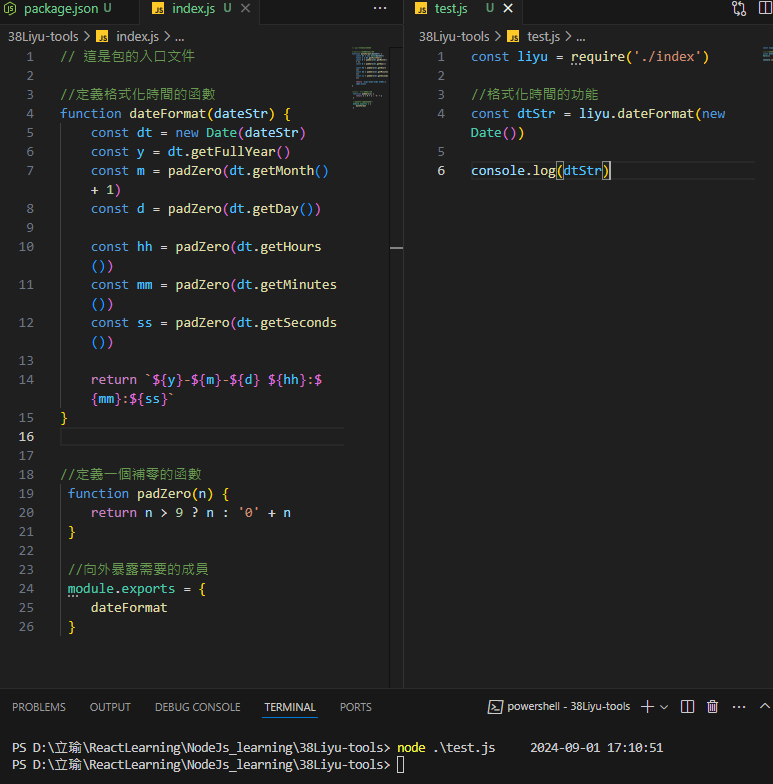 package.json U
JS index.js U
38Liyu-tools > JS index.js > ...
1 // 這是包的入口文件
2
3 //定義格式化時間的函數
4 function dateFormat(dateStr) {
5 const dt = new Date(dateStr)
6 const y = dt.getFullYear()
7 const m = padZero(dt.getMonth()
+ 1)
8 const d = padZero(dt.getDay())
9
10 const hh = padZero(dt.getHours
())
11 const mm = padZero(dt.getMinutes
())
12 const ss = padZero(dt.getSeconds
())
13
14 return `${y}-${m}-${d} ${hh}:$
{mm}:${ss}`
15 }
16
17
18 //定義一個補零的函數
19 function padZero(n) {
20 return n > 9 ? n : '0' + n
21 }
22
23 //向外暴露需要的成員
24 module.exports = {
25 dateFormat
26 }
JS test.js U
38Liyu-tools > JS test.js > ...
1 const liyu = require('./index')
2
3 //格式化時間的功能
4 const dtStr = liyu.dateFormat(new
Date())
5
6 console.log(dtStr)
PROBLEMS OUTPUT DEBUG CONSOLE TERMINAL PORTS powershell - 38Liyu-tools
PS D:\立瑜\ReactLearning\NodeJs_learning\38Liyu-tools> node .\test.js 2024-09-01 17:10:51
PS D:\立瑜\ReactLearning\NodeJs_learning\38Liyu-tools>